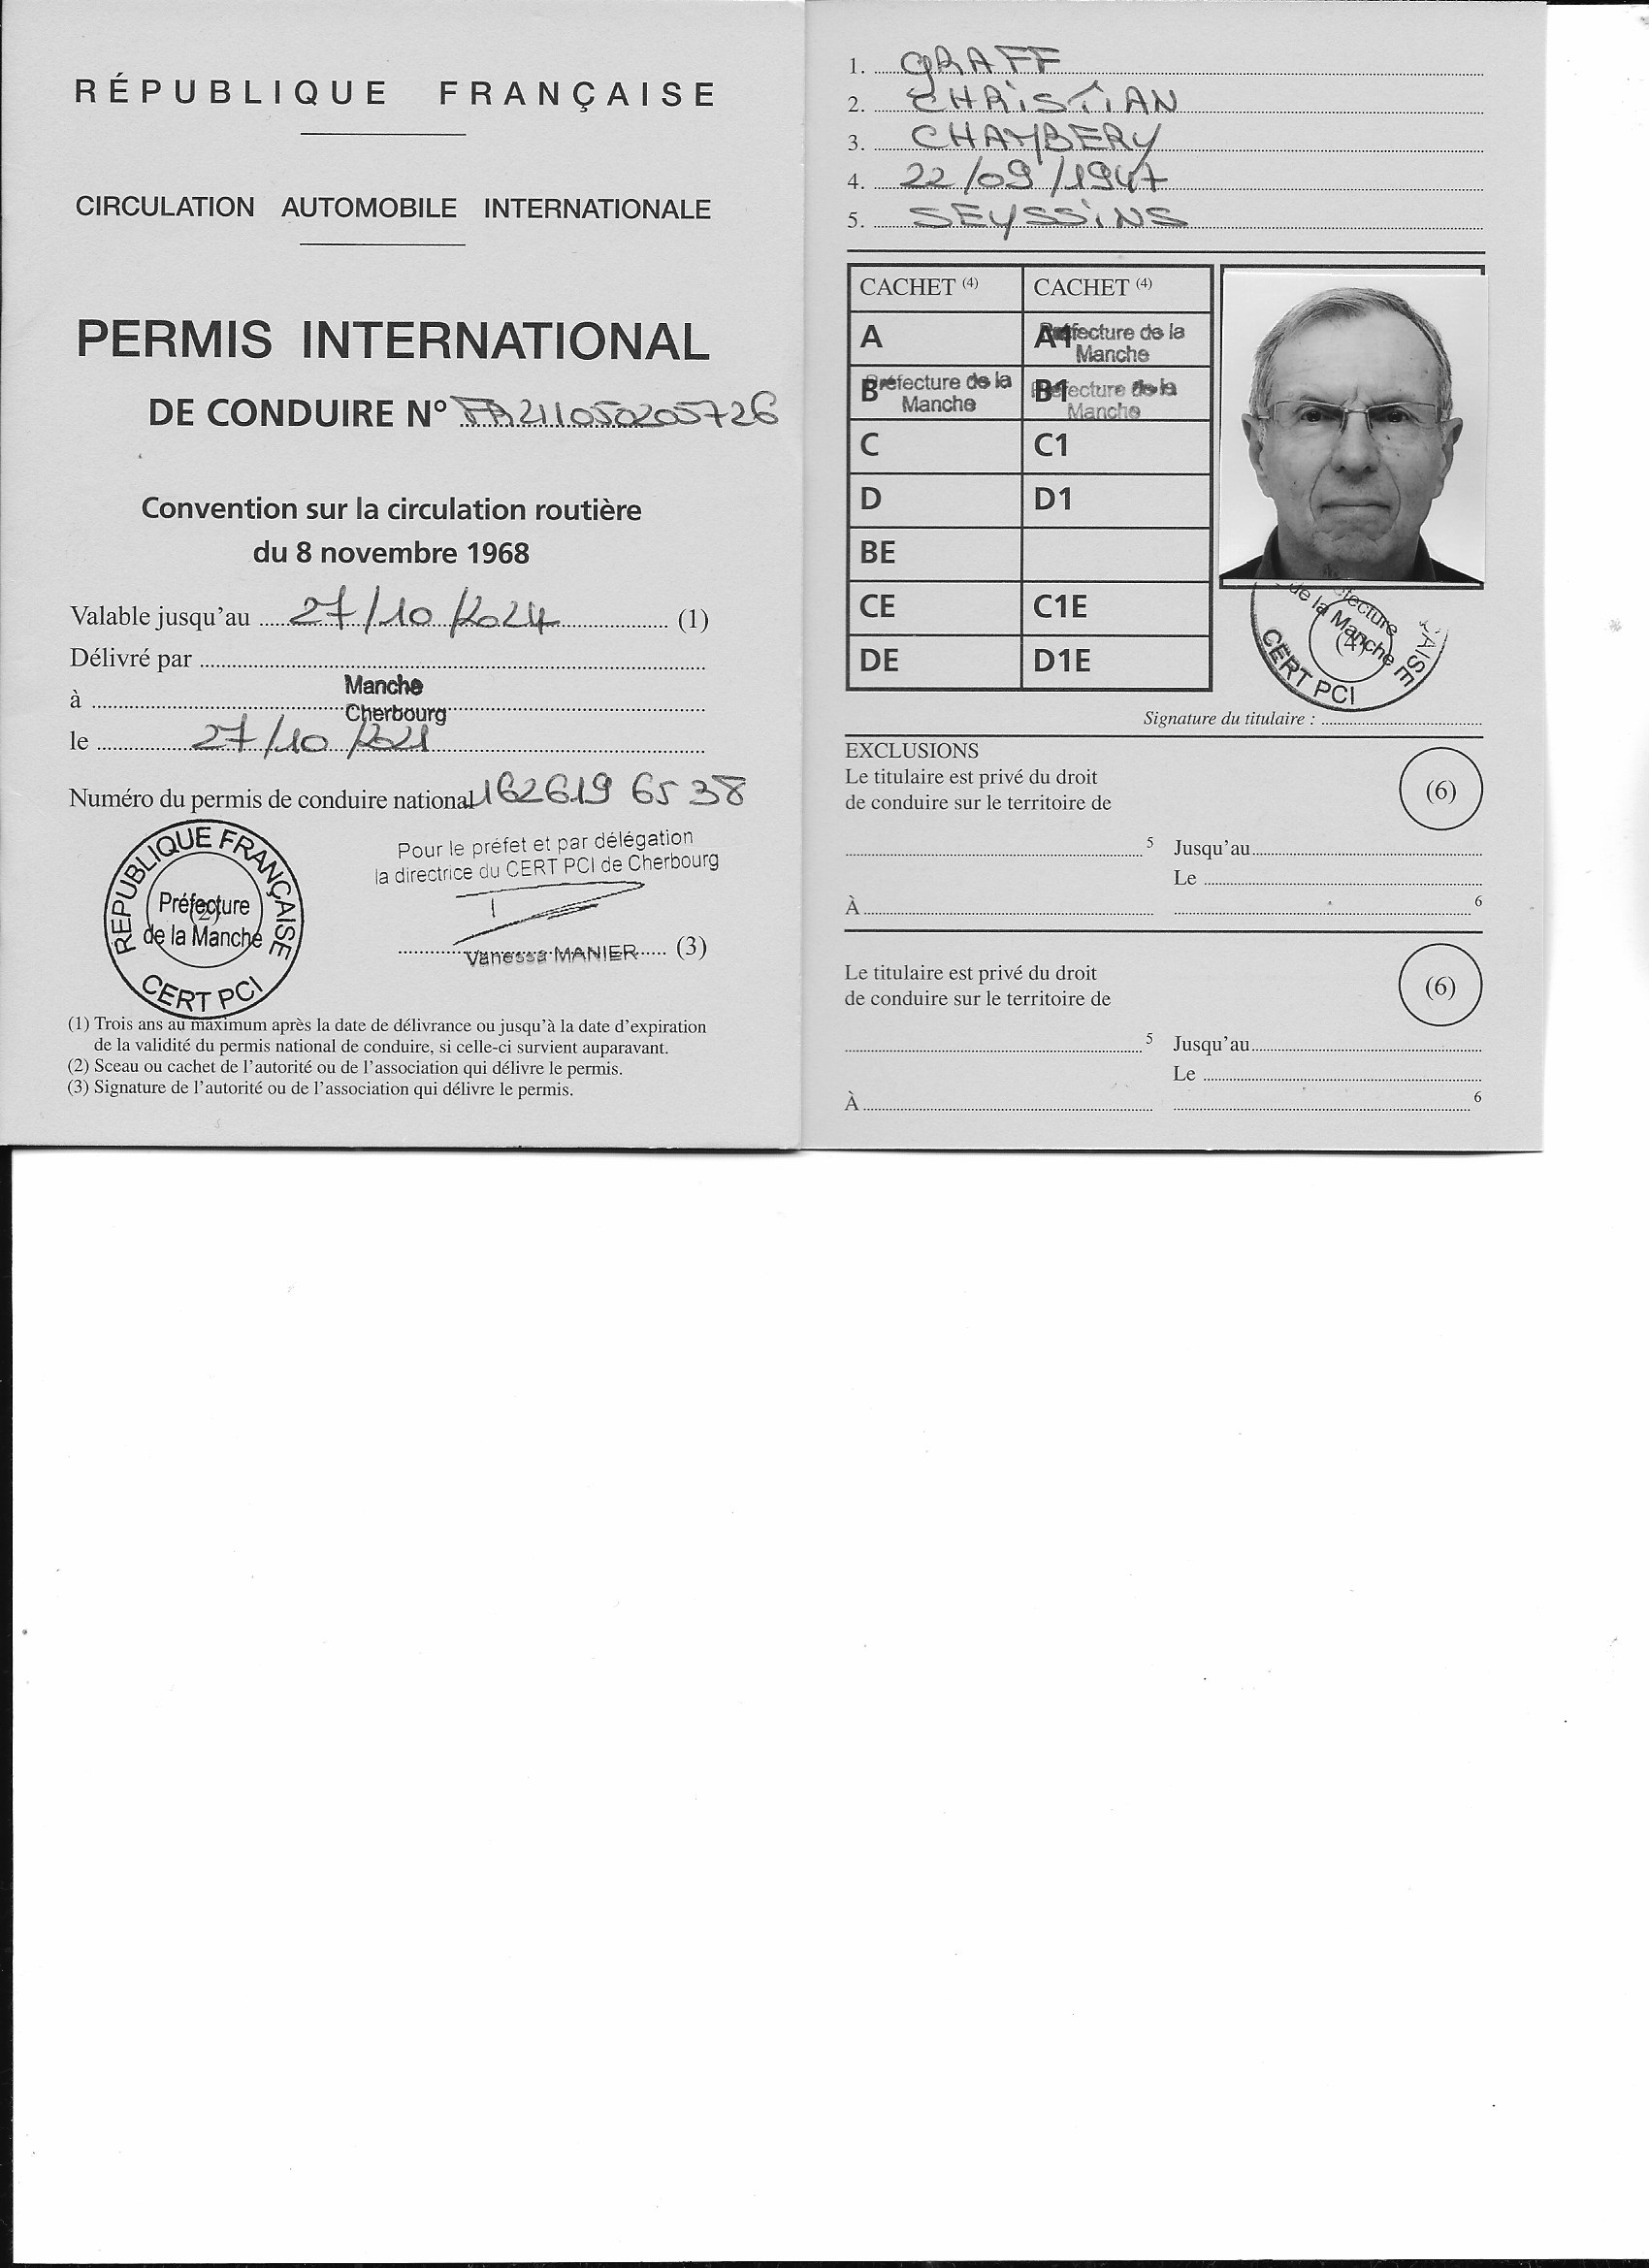 RÉPUBLIQUE FRANÇAISE
CIRCULATION AUTOMOBILE INTERNATIONALE
PERMIS INTERNATIONAL
DE CONDUIRE N° FA211050205726
Convention sur la circulation routière
du 8 novembre 1968
Valable jusqu'au 27/10/2024 (1)
Délivré par
Manche
à
Cherbourg
le 27/10/2021
Numéro du permis de conduire national 162619 65 38
RÉPUBLIQUE FRANÇAISE
Préfecture
(2)
de la Manche
CERT PCI
Pour le préfet et par délégation
la directrice du CERT PCI de Cherbourg
Vanessa MANIER (3)
(1) Trois ans au maximum après la date de délivrance ou jusqu'à la date d'expiration
de la validité du permis national de conduire, si celle-ci survient auparavant.
(2) Sceau ou cachet de l'autorité ou de l'association qui délivre le permis.
(3) Signature de l'autorité ou de l'association qui délivre le permis.
1. GRAFF
2. CHRISTIAN
3. CHAMBERY
4. 22/09/1947
5. SEYSSINS
CACHET (4) CACHET (4)
A A1 Préfecture de la Manche
B Préfecture de la Manche B1 Préfecture de la Manche
C C1
D D1
BE
CE C1E
DE D1E
Préfecture
de la Manche
(4)
CERT PCI
Signature du titulaire :
EXCLUSIONS
Le titulaire est privé du droit
de conduire sur le territoire de
(6)
5 Jusqu'au
Le
À 6
Le titulaire est privé du droit
de conduire sur le territoire de
(6)
5 Jusqu'au
Le
À 6